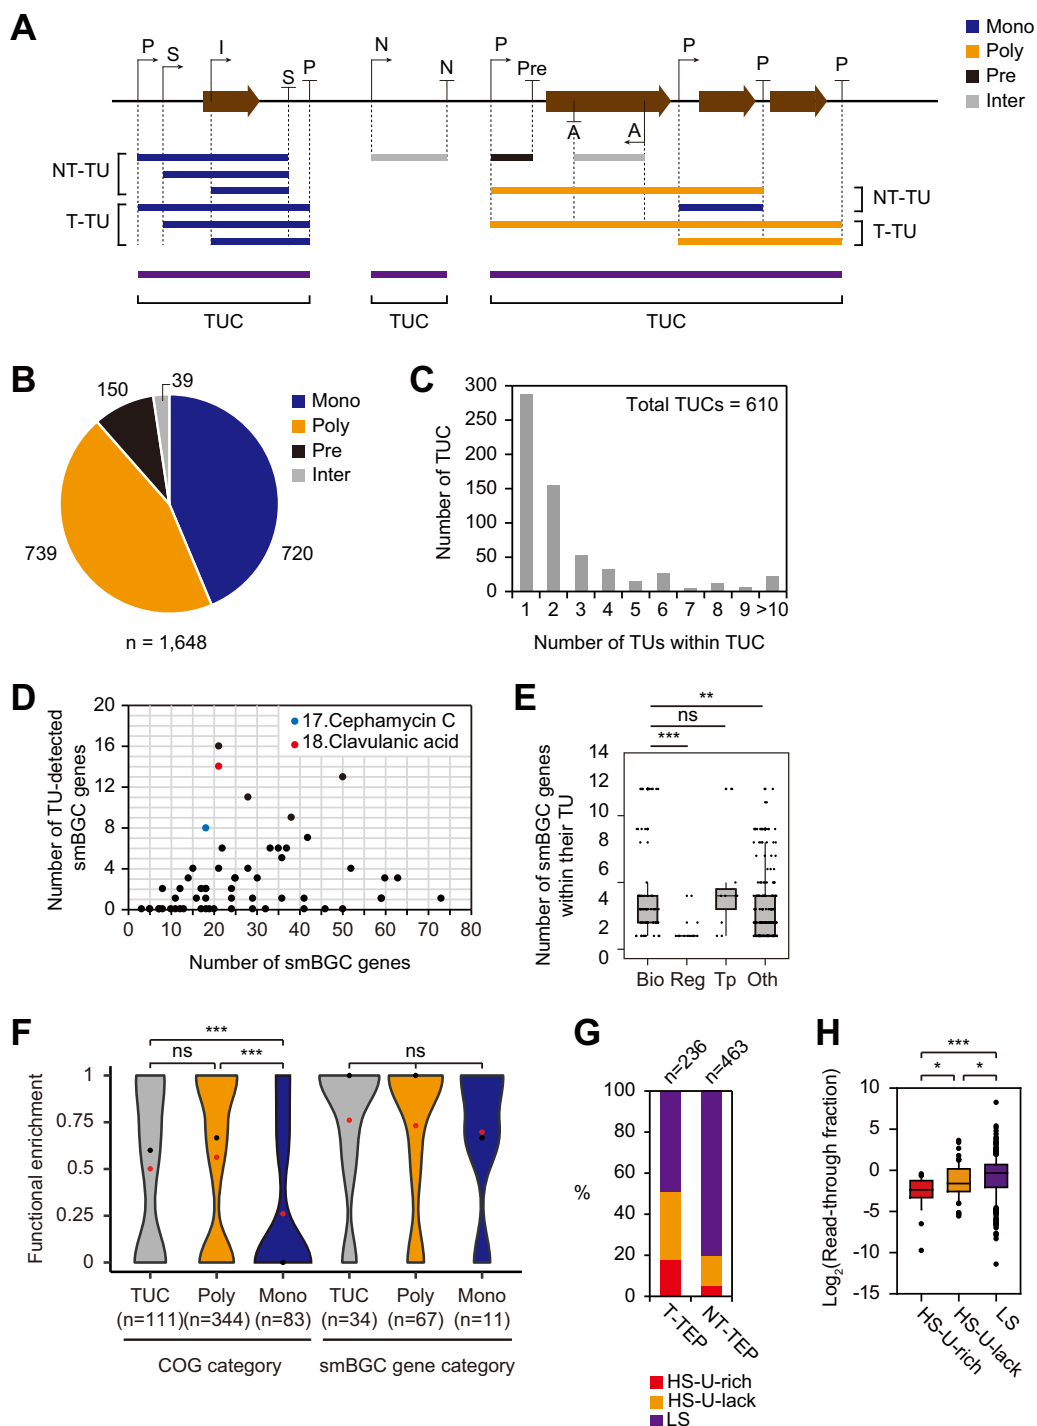 A
P
S
I
S
P
N
N
P
Pre
A
A
P
P
P
Mono
Poly
Pre
Inter
NT-TU
T-TU
NT-TU
T-TU
TUC
TUC
TUC
B
150
39
739
720
n = 1,648
Mono
Poly
Pre
Inter
C
Number of TUC
300
250
200
150
100
50
0
Total TUCs = 610
1 2 3 4 5 6 7 8 9 >10
Number of TUs within TUC
D
Number of TU-detected
smBGC genes
20
16
12
8
4
0
17.Cephamycin C
18.Clavulanic acid
0 10 20 30 40 50 60 70 80
Number of smBGC genes
E
Number of smBGC genes
within their TU
**
ns
***
14
12
10
8
6
4
2
0
Bio Reg Tp Oth
F
Functional enrichment
***
ns
***
ns
1
0.75
0.5
0.25
0
TUC Poly Mono TUC Poly Mono
(n=111)(n=344)(n=83) (n=34) (n=67) (n=11)
COG category
smBGC gene category
G
n=236
n=463
100
80
60
40
20
0
%
T-TEP
NT-TEP
HS-U-rich
HS-U-lack
LS
H
Log2(Read-through fraction)
***
*
*
10
5
0
-5
-10
-15
HS-U-rich
HS-U-lack
LS